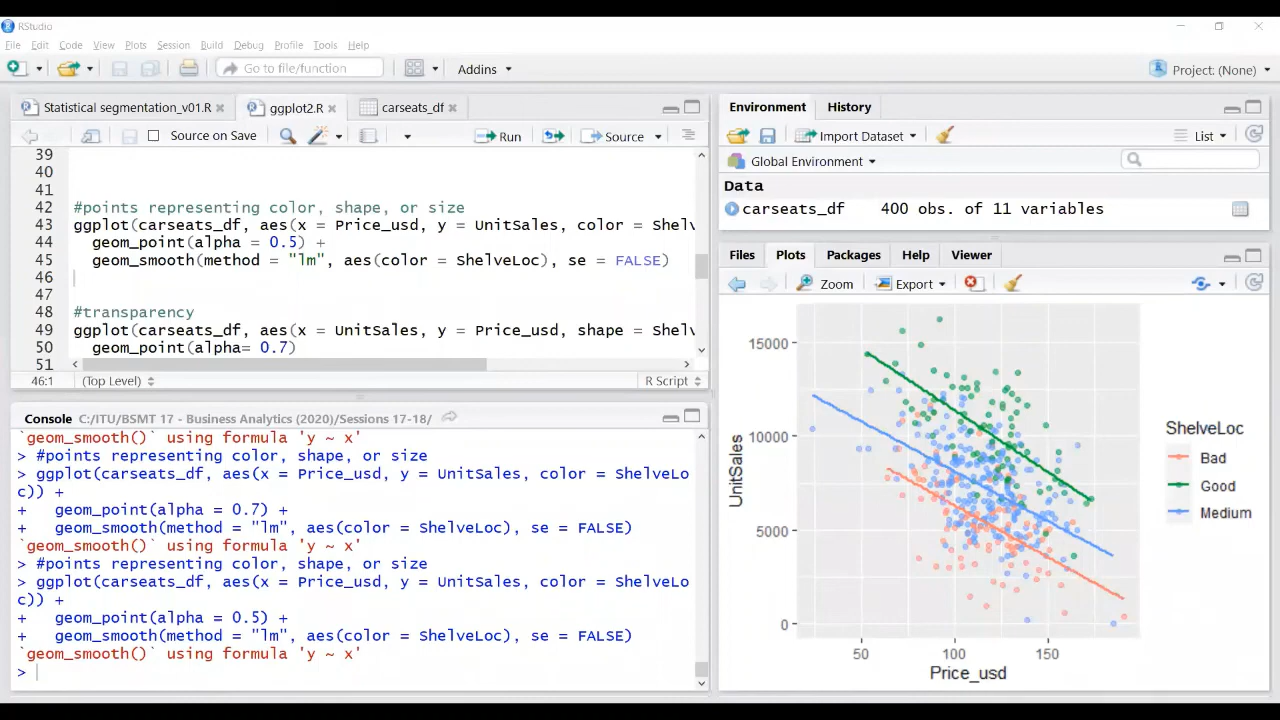 RStudio
File Edit Code View Plots Session Build Debug Profile Tools Help
Go to file/function Addins Project: (None)
Statistical segmentation_v01.R ggplot2.R carseats_df
Source on Save Run Source
39
40
41
42 #points representing color, shape, or size
43 ggplot(carseats_df, aes(x = Price_usd, y = UnitSales, color = Shelv
44 geom_point(alpha = 0.5) +
45 geom_smooth(method = "lm", aes(color = ShelveLoc), se = FALSE)
46
47
48 #transparency
49 ggplot(carseats_df, aes(x = UnitSales, y = Price_usd, shape = Shelv
50 geom_point(alpha= 0.7)
51
46:1 (Top Level) R Script
Console C:/ITU/BSMT 17 - Business Analytics (2020)/Sessions 17-18/
`geom_smooth()` using formula 'y ~ x'
> #points representing color, shape, or size
> ggplot(carseats_df, aes(x = Price_usd, y = UnitSales, color = ShelveLo
c)) +
+ geom_point(alpha = 0.7) +
+ geom_smooth(method = "lm", aes(color = ShelveLoc), se = FALSE)
`geom_smooth()` using formula 'y ~ x'
> #points representing color, shape, or size
> ggplot(carseats_df, aes(x = Price_usd, y = UnitSales, color = ShelveLo
c)) +
+ geom_point(alpha = 0.5) +
+ geom_smooth(method = "lm", aes(color = ShelveLoc), se = FALSE)
`geom_smooth()` using formula 'y ~ x'
>
Environment History
Import Dataset List
Global Environment
Data
carseats_df 400 obs. of 11 variables
Files Plots Packages Help Viewer
Zoom Export
15000
10000
5000
0
UnitSales
50 100 150
Price_usd
ShelveLoc
Bad
Good
Medium